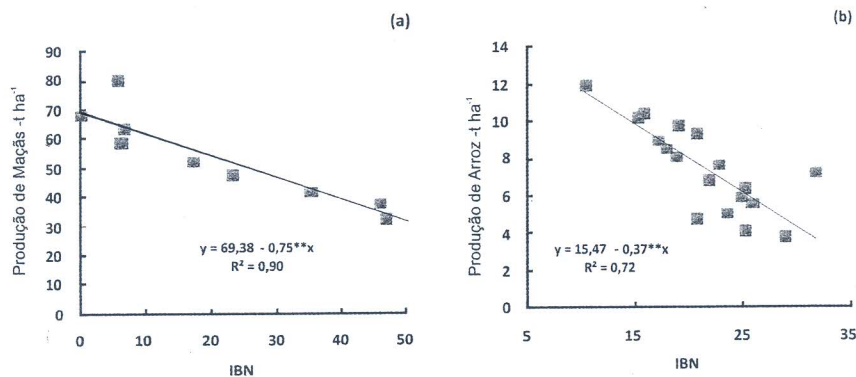 (a)
Produção de Maçãs -t ha⁻¹
90
80
70
60
50
40
30
20
10
0
y = 69,38 - 0,75**x
R² = 0,90
0 10 20 30 40 50
IBN
(b)
Produção de Arroz -t ha⁻¹
14
12
10
8
6
4
2
0
y = 15,47 - 0,37**x
R² = 0,72
5 15 25 35
IBN